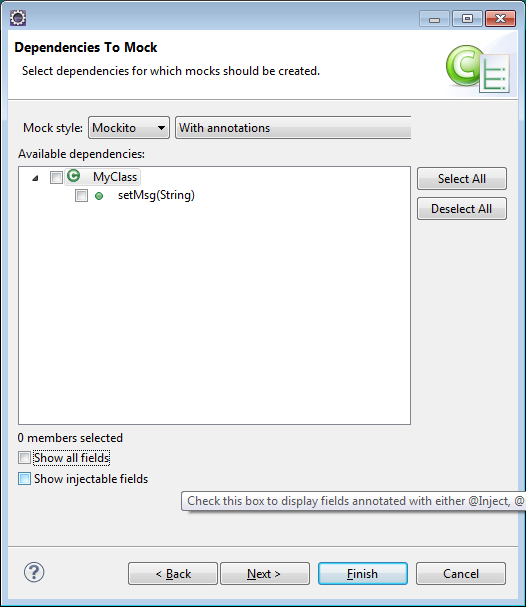 Dependencies To Mock
Select dependencies for which mocks should be created.
Mock style: Mockito With annotations
Available dependencies:
MyClass
setMsg(String)
Select All
Deselect All
0 members selected
Show all fields
Show injectable fields
Check this box to display fields annotated with either @Inject, @
< Back Next > Finish Cancel